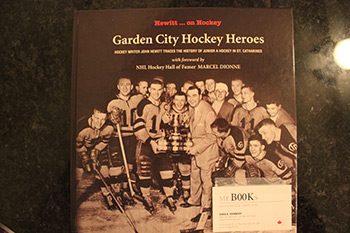 Hewitt ... on Hockey
Garden City Hockey Heroes
HOCKEY WRITER JOHN HEWITT TRACES THE HISTORY OF JUNIOR A HOCKEY IN ST. CATHARINES
with foreword by
NHL Hockey Hall of Famer MARCEL DIONNE
BOOK